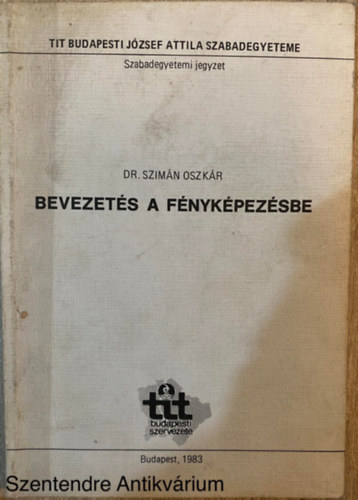 TIT BUDAPESTI JÓZSEF ATTILA SZABADEGYETEME
Szabadegyetemi jegyzet
DR. SZIMÁN OSZKÁR
BEVEZETÉS A FÉNYKÉPEZÉSBE
tit
budapesti
szervezete
Budapest, 1983
Szentendre Antikvárium